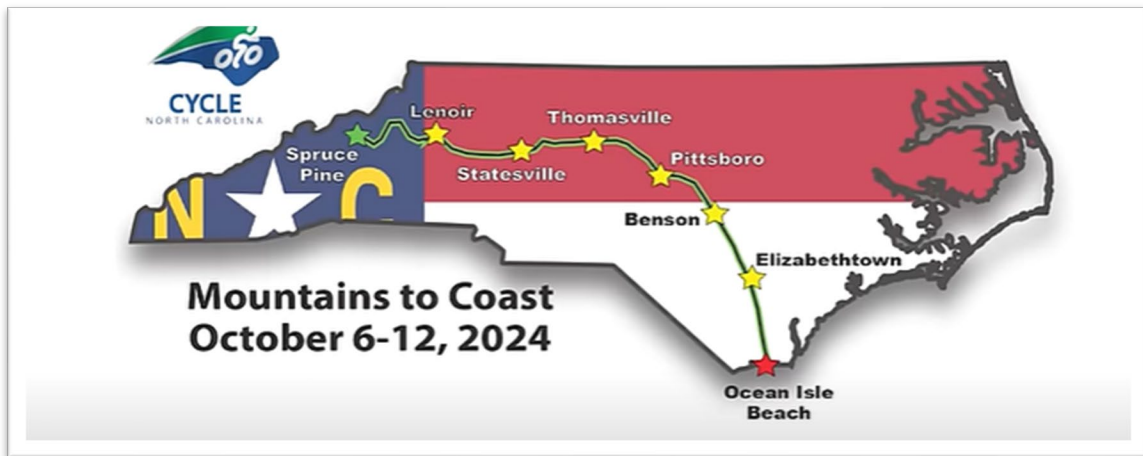 CYCLE
NORTH CAROLINA
Lenoir
Thomasville
Spruce
Pine
Statesville
Pittsboro
N C
Benson
Elizabethtown
Mountains to Coast
October 6-12, 2024
Ocean Isle
Beach